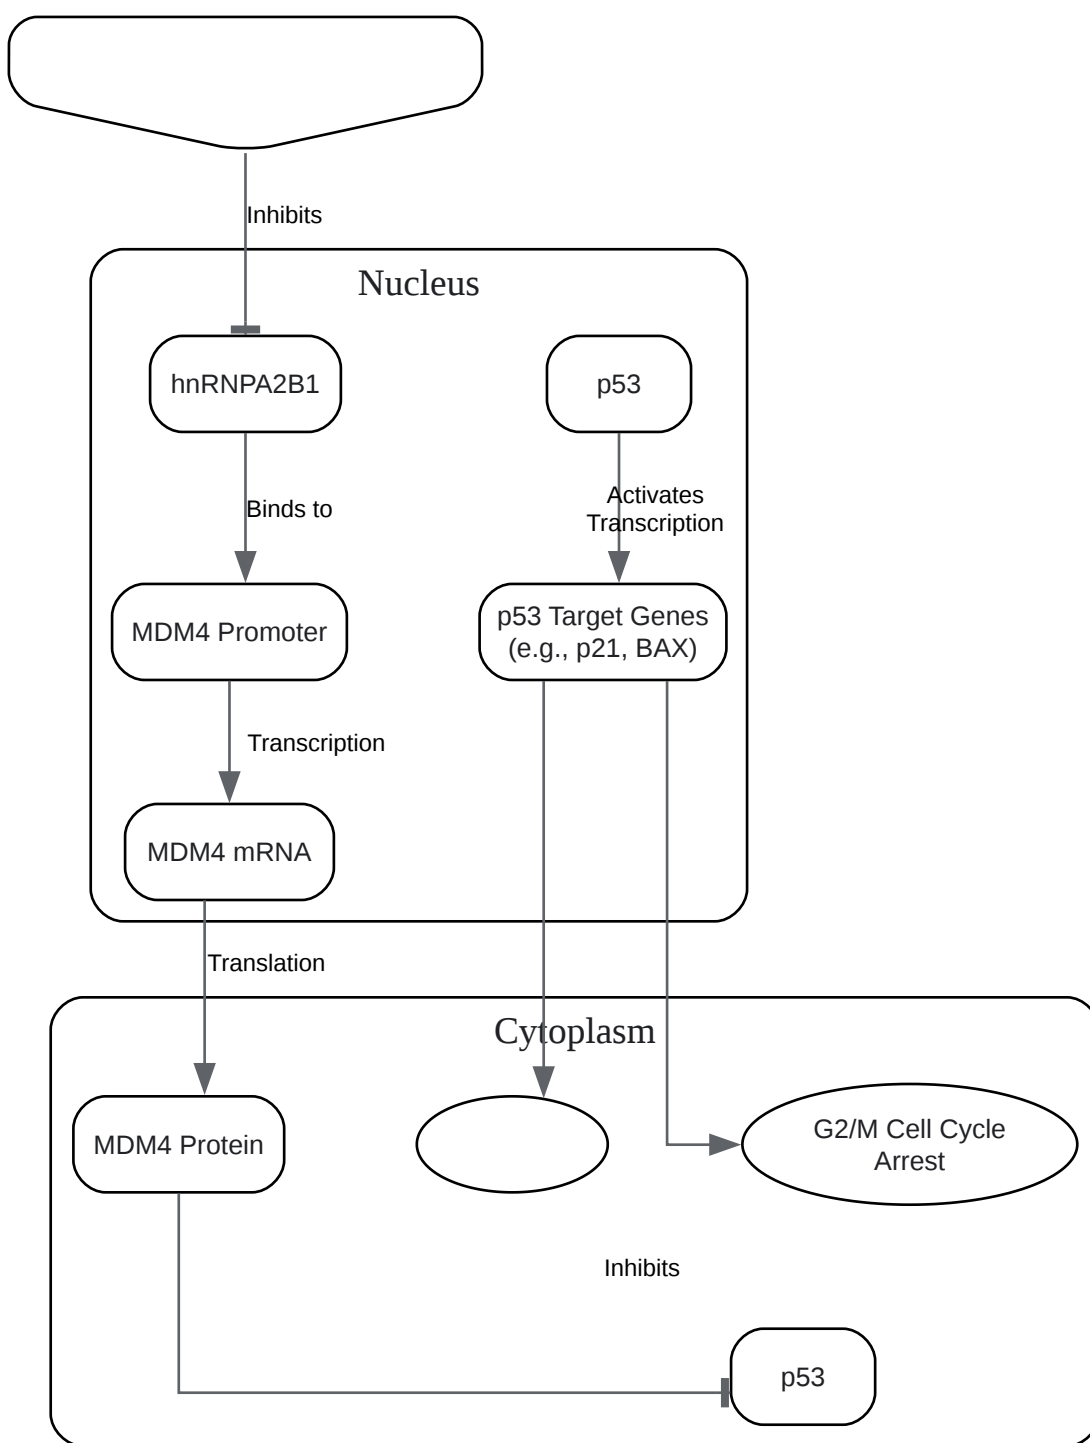 Inhibits
Nucleus
hnRNPA2B1
p53
Binds to
Activates
Transcription
MDM4 Promoter
p53 Target Genes
(e.g., p21, BAX)
Transcription
MDM4 mRNA
Translation
Cytoplasm
MDM4 Protein
G2/M Cell Cycle
Arrest
Inhibits
p53